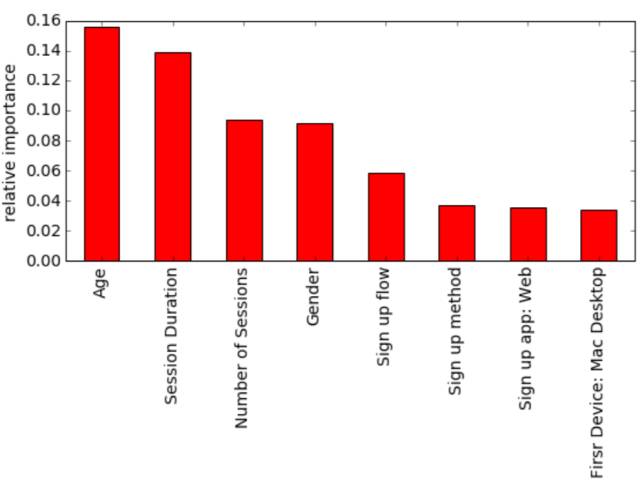 0.16
0.14
0.12
0.10
0.08
0.06
0.04
0.02
0.00
relative importance
Age
Session Duration
Number of Sessions
Gender
Sign up flow
Sign up method
Sign up app: Web
Firsr Device: Mac Desktop